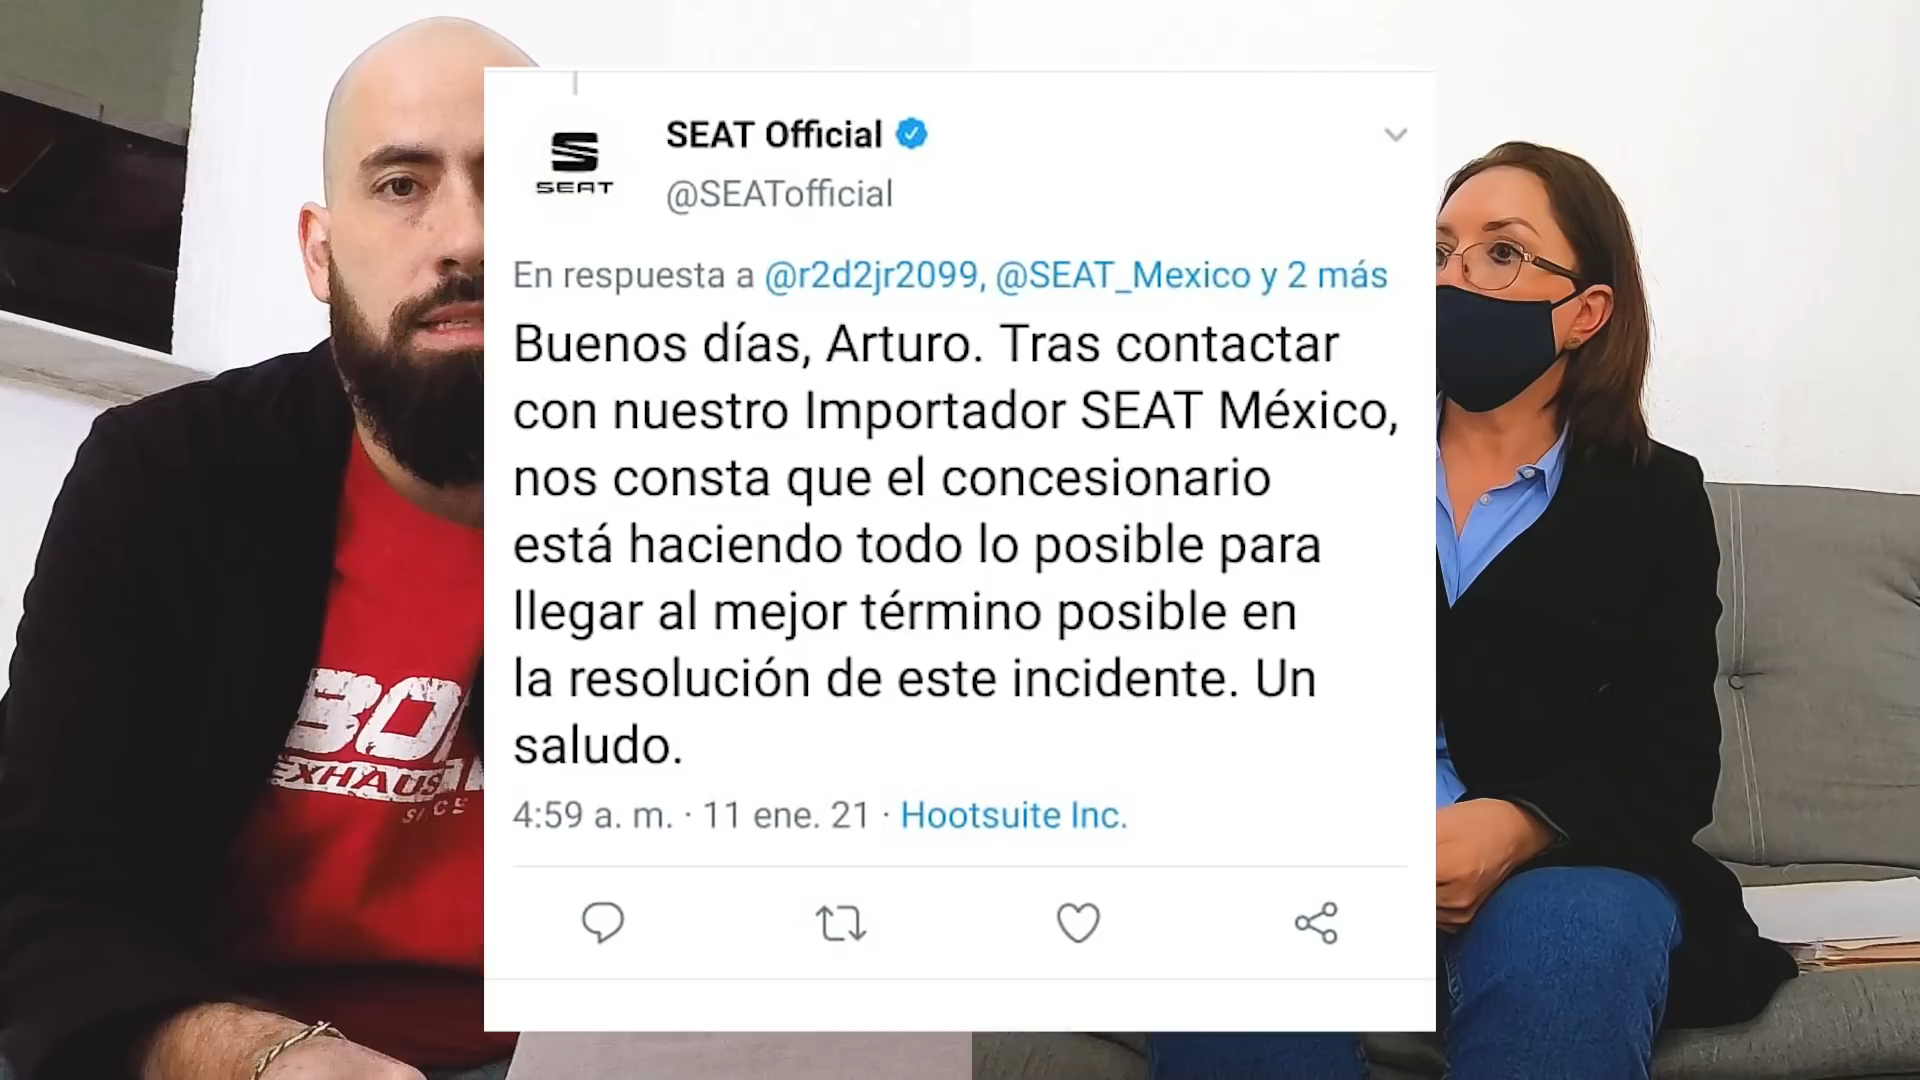 SEAT Official
@SEATofficial
SEAT
En respuesta a @r2d2jr2099, @SEAT_Mexico y 2 más
Buenos días, Arturo. Tras contactar
con nuestro Importador SEAT México,
nos consta que el concesionario
está haciendo todo lo posible para
llegar al mejor término posible en
la resolución de este incidente. Un
saludo.
4:59 a. m. · 11 ene. 21 · Hootsuite Inc.